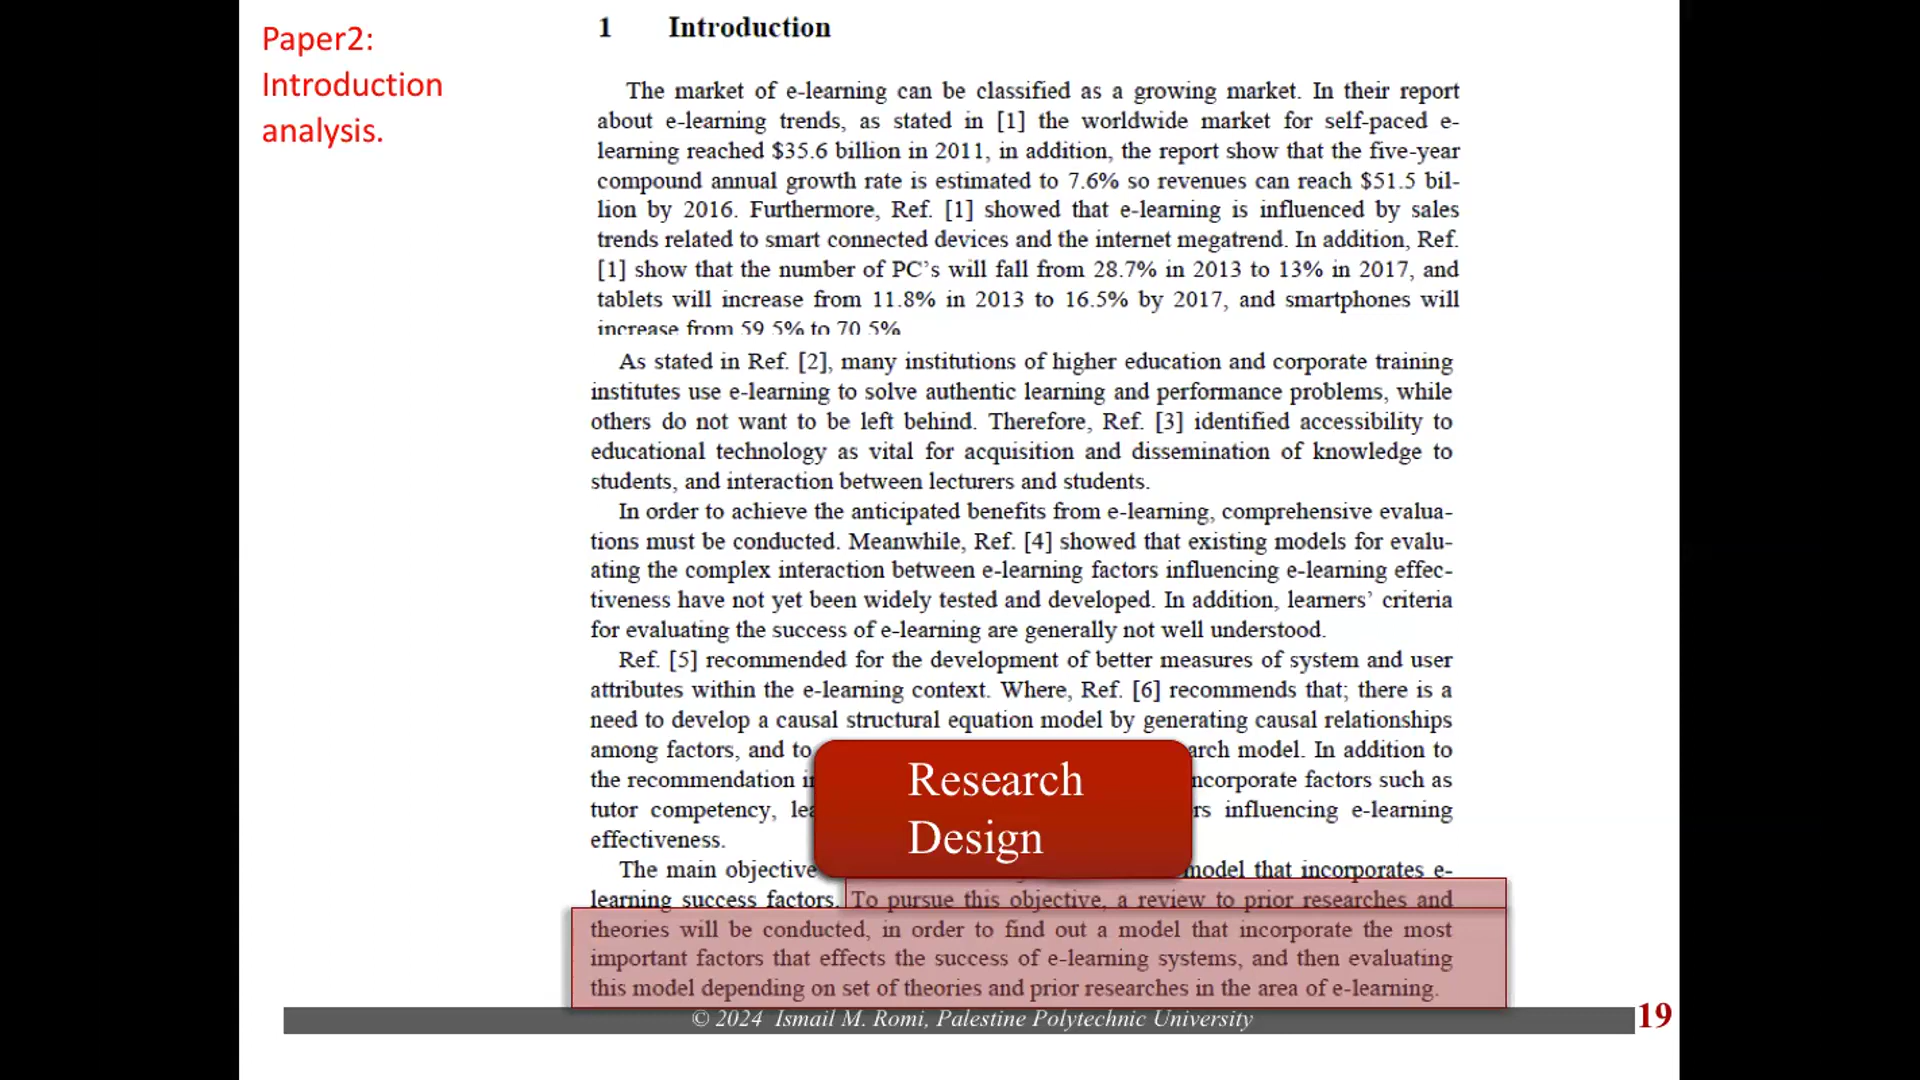 Paper2:
Introduction
analysis.
1 Introduction
The market of e-learning can be classified as a growing market. In their report
about e-learning trends, as stated in [1] the worldwide market for self-paced e-
learning reached $35.6 billion in 2011, in addition, the report show that the five-year
compound annual growth rate is estimated to 7.6% so revenues can reach $51.5 bil-
lion by 2016. Furthermore, Ref. [1] showed that e-learning is influenced by sales
trends related to smart connected devices and the internet megatrend. In addition, Ref.
[1] show that the number of PC's will fall from 28.7% in 2013 to 13% in 2017, and
tablets will increase from 11.8% in 2013 to 16.5% by 2017, and smartphones will
increase from 59.5% to 70.5%
As stated in Ref. [2], many institutions of higher education and corporate training
institutes use e-learning to solve authentic learning and performance problems, while
others do not want to be left behind. Therefore, Ref. [3] identified accessibility to
educational technology as vital for acquisition and dissemination of knowledge to
students, and interaction between lecturers and students.
In order to achieve the anticipated benefits from e-learning, comprehensive evalua-
tions must be conducted. Meanwhile, Ref. [4] showed that existing models for evalu-
ating the complex interaction between e-learning factors influencing e-learning effec-
tiveness have not yet been widely tested and developed. In addition, learners' criteria
for evaluating the success of e-learning are generally not well understood.
Ref. [5] recommended for the development of better measures of system and user
attributes within the e-learning context. Where, Ref. [6] recommends that; there is a
need to develop a causal structural equation model by generating causal relationships
among factors, and to arch model. In addition to
the recommendation ncorporate factors such as
tutor competency, rs influencing e-learning
effectiveness.
Research
Design
The main objective model that incorporates e-
learning success factors. To pursue this objective, a review to prior researches and
theories will be conducted, in order to find out a model that incorporate the most
important factors that effects the success of e-learning systems, and then evaluating
this model depending on set of theories and prior researches in the area of e-learning.
© 2024 Ismail M. Romi, Palestine Polytechnic University
19